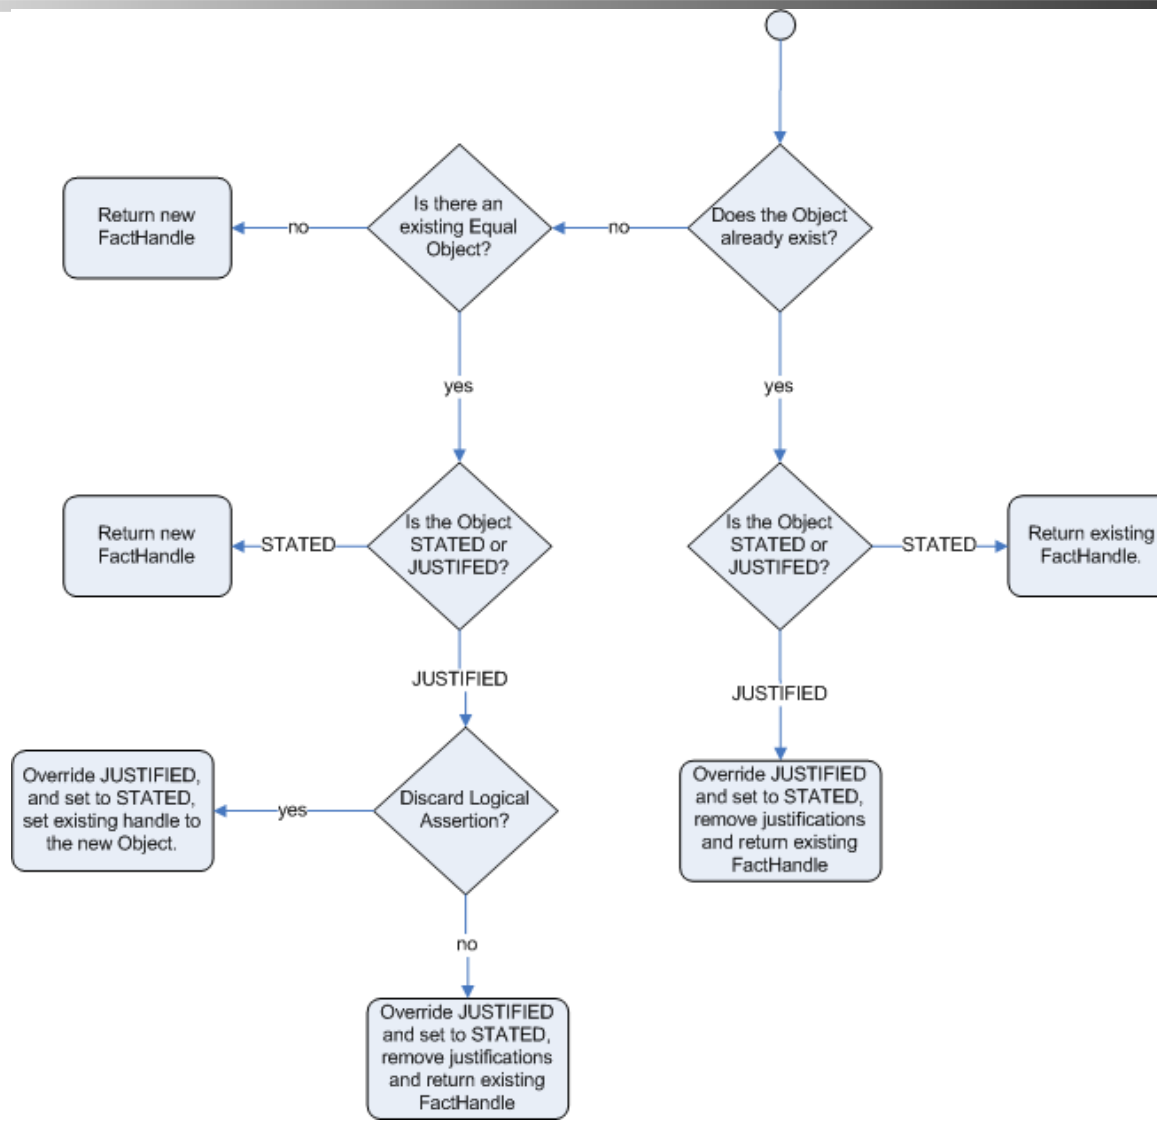 Return new
FactHandle
no
Is there an
existing Equal
Object?
no
Does the Object
already exist?
yes
yes
Return new
FactHandle
STATED
Is the Object
STATED or
JUSTIFED?
Is the Object
STATED or
JUSTIFED?
STATED
Return existing
FactHandle.
JUSTIFIED
JUSTIFIED
Override JUSTIFIED,
and set to STATED,
set existing handle to
the new Object.
yes
Discard Logical
Assertion?
Override JUSTIFIED
and set to STATED,
remove justifications
and return existing
FactHandle
no
Override JUSTIFIED
and set to STATED,
remove justifications
and return existing
FactHandle